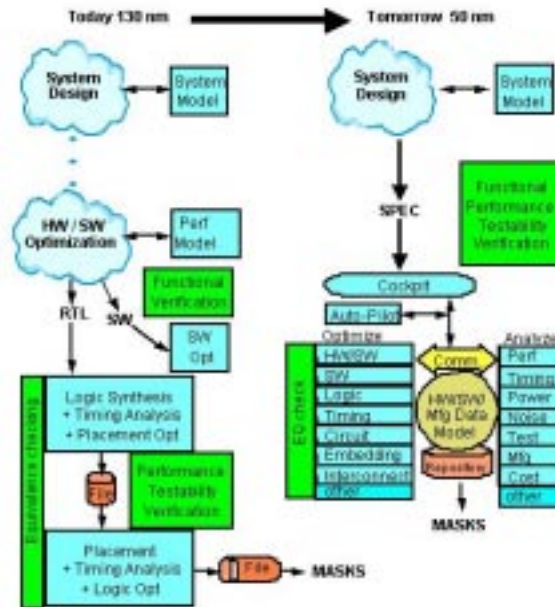 Today 130 nm
Tomorrow 50 nm
System
Design
System
Model
HW / SW
Optimization
Perf
Model
Functional
Verification
RTL
SW
SW
Opt
Equivalence checking
Logic Synthesis
+ Timing Analysis
+ Placement Opt
File
Performance
Testability
Verification
Placement
+ Timing Analysis
+ Logic Opt
File
MASKS
System
Design
System
Model
SPEC
Functional
Performance
Testability
Verification
Cockpit
Auto-Pilot
Optimize
EQ check
HW/SW
SW
Logic
Timing
Circuit
Embedding
Interconnect
other
Comm
HW/SW/
Mfg Data
Model
Repository
MASKS
Analyze
Perf
Timing
Power
Noise
Test
Mfg
Cost
other